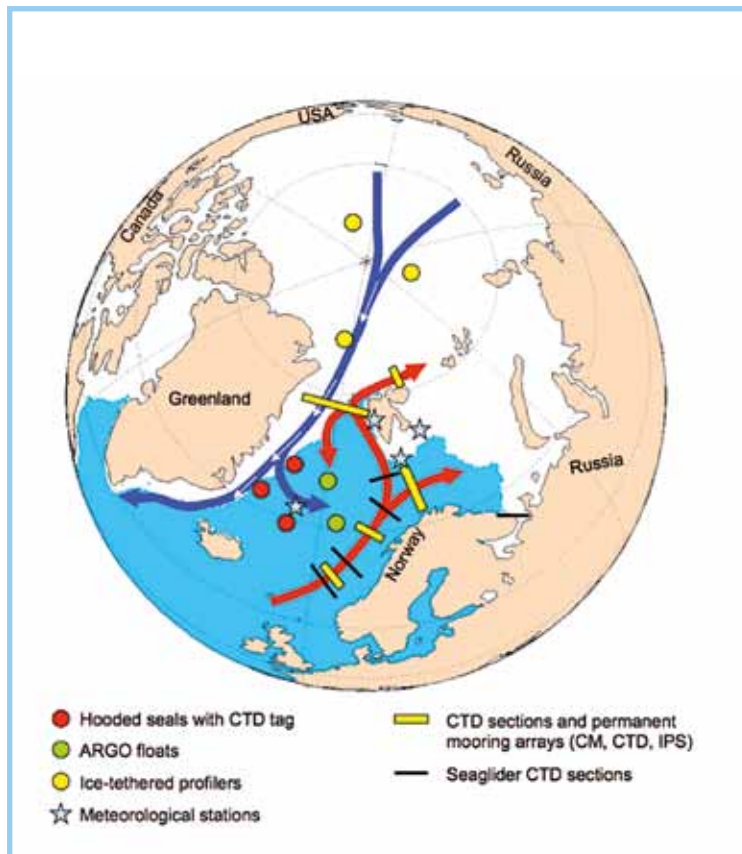 USA
Russia
Canada
Greenland
Russia
Norway
Hooded seals with CTD tag
ARGO floats
Ice-tethered profilers
Meteorological stations
CTD sections and permanent
mooring arrays (CM, CTD, IPS)
Seaglider CTD sections